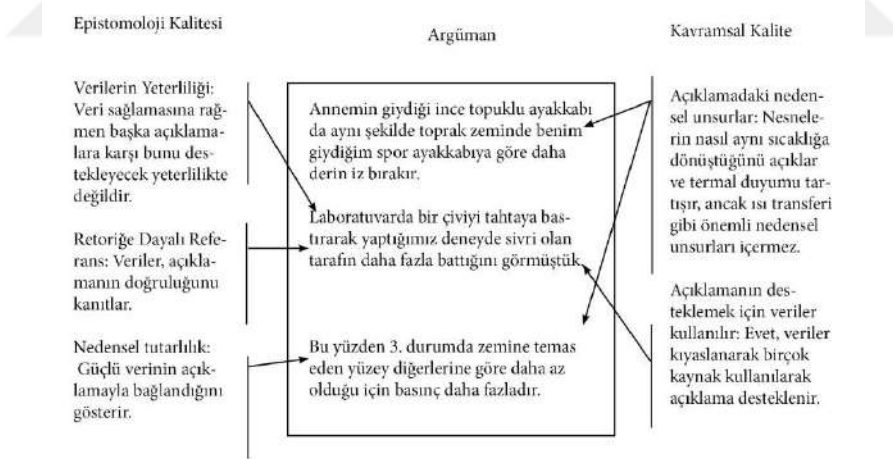 Epistomoloji Kalitesi
Verilerin Yeterliliği:
Veri sağlamasına rağ-
men başka açıklama-
lara karşı bunu des-
tekleyecek yeterlilikte
değildir.
Retoriğe Dayalı Refe-
rans: Veriler, açıkla-
manın doğruluğunu
kanıtlar.
Nedensel tutarlılık:
Güçlü verinin açık-
lamayla bağlandığını
gösterir.
Argüman
Annemin giydiği ince topuklu ayakkabı
da aynı şekilde toprak zeminde benim
giydiğim spor ayakkabıya göre daha
derin iz bırakır.
Laboratuvarda bir çiviyi tahtaya bas-
tırarak yaptığımız deneyde sivri olan
tarafın daha fazla battığını görmüştük.
Bu yüzden 3. durumda zemine temas
eden yüzey diğerlerine göre daha az
olduğu için basınç daha fazladır.
Kavramsal Kalite
Açıklamadaki neden-
sel unsurlar: Nesnele-
rin nasıl aynı sıcaklığa
dönüştüğünü açıklar
ve termal duyumu tar-
tışır, ancak ısı transferi
gibi önemli nedensel
unsurları içermez.
Açıklamanın des-
teklemek için veriler
kullanılır: Evet, veriler
kıyaslanarak birçok
kaynak kullanılarak
açıklama desteklenir.